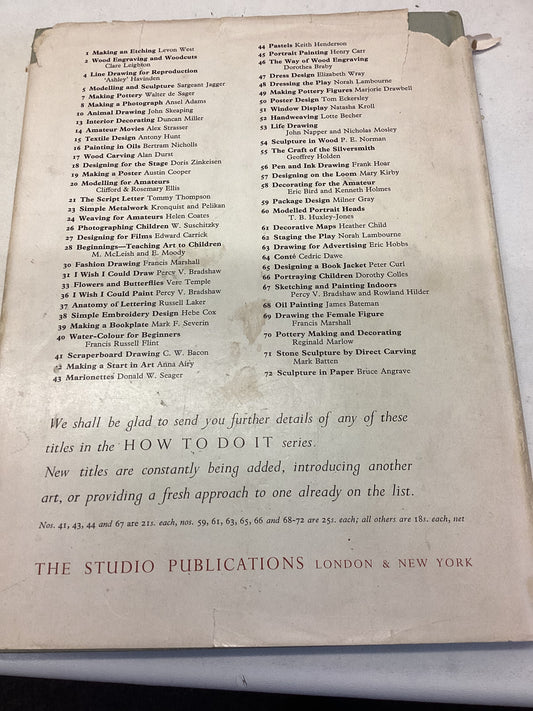 1 Making an Etching Levon West
2 Wood Engraving and Woodcuts
Clare Leighton
4 Line Drawing for Reproduction
'Ashley' Havinden
5 Modelling and Sculpture Sargeant Jagger
7 Making Pottery Walter de Sager
8 Making a Photograph Ansel Adams
10 Animal Drawing John Skeaping
13 Interior Decorating Duncan Miller
14 Amateur Movies Alex Strasser
15 Textile Design Antony Hunt
16 Painting in Oils Bertram Nicholls
17 Wood Carving Alan Durst
18 Designing for the Stage Doris Zinkeisen
19 Making a Poster Austin Cooper
20 Modelling for Amateurs
Clifford & Rosemary Ellis
21 The Script Letter Tommy Thompson
23 Simple Metalwork Kronquist and Pelikan
24 Weaving for Amateurs Helen Coates
26 Photographing Children W. Suschitzky
27 Designing for Films Edward Carrick
28 Beginnings—Teaching Art to Children
M. McLeish and E. Moody
30 Fashion Drawing Francis Marshall
31 I Wish I Could Draw Percy V. Bradshaw
33 Flowers and Butterflies Vere Temple
36 I Wish I Could Paint Percy V. Bradshaw
37 Anatomy of Lettering Russell Laker
38 Simple Embroidery Design Hebe Cox
39 Making a Bookplate Mark F. Severin
40 Water-Colour for Beginners
Francis Russell Flint
41 Scraperboard Drawing C. W. Bacon
42 Making a Start in Art Anna Airy
43 Marionettes Donald W. Seager
44 Pastels Keith Henderson
45 Portrait Painting Henry Carr
46 The Way of Wood Engraving
Dorothea Braby
47 Dress Design Elizabeth Wray
48 Dressing the Play Norah Lambourne
49 Making Pottery Figures Marjorie Drawbell
50 Poster Design Tom Eckersley
51 Window Display Natasha Kroll
52 Handweaving Lotte Becher
53 Life Drawing
John Napper and Nicholas Mosley
54 Sculpture in Wood P. E. Norman
55 The Craft of the Silversmith
Geoffrey Holden
56 Pen and Ink Drawing Frank Hoar
57 Designing on the Loom Mary Kirby
58 Decorating for the Amateur
Eric Bird and Kenneth Holmes
59 Package Design Milner Gray
60 Modelled Portrait Heads
T. B. Huxley-Jones
61 Decorative Maps Heather Child
62 Staging the Play Norah Lambourne
63 Drawing for Advertising Eric Hobbs
64 Conté Cedric Dawe
65 Designing a Book Jacket Peter Curl
66 Portraying Children Dorothy Colles
67 Sketching and Painting Indoors
Percy V. Bradshaw and Rowland Hilder
68 Oil Painting James Bateman
69 Drawing the Female Figure
Francis Marshall
70 Pottery Making and Decorating
Reginald Marlow
71 Stone Sculpture by Direct Carving
Mark Batten
72 Sculpture in Paper Bruce Angrave
We shall be glad to send you further details of any of these
titles in the HOW TO DO IT series.
New titles are constantly being added, introducing another
art, or providing a fresh approach to one already on the list.
Nos. 41, 43, 44 and 67 are 21s. each, nos. 59, 61, 63, 65, 66 and 68-72 are 25s. each; all others are 18s. each, net
THE STUDIO PUBLICATIONS LONDON & NEW YORK